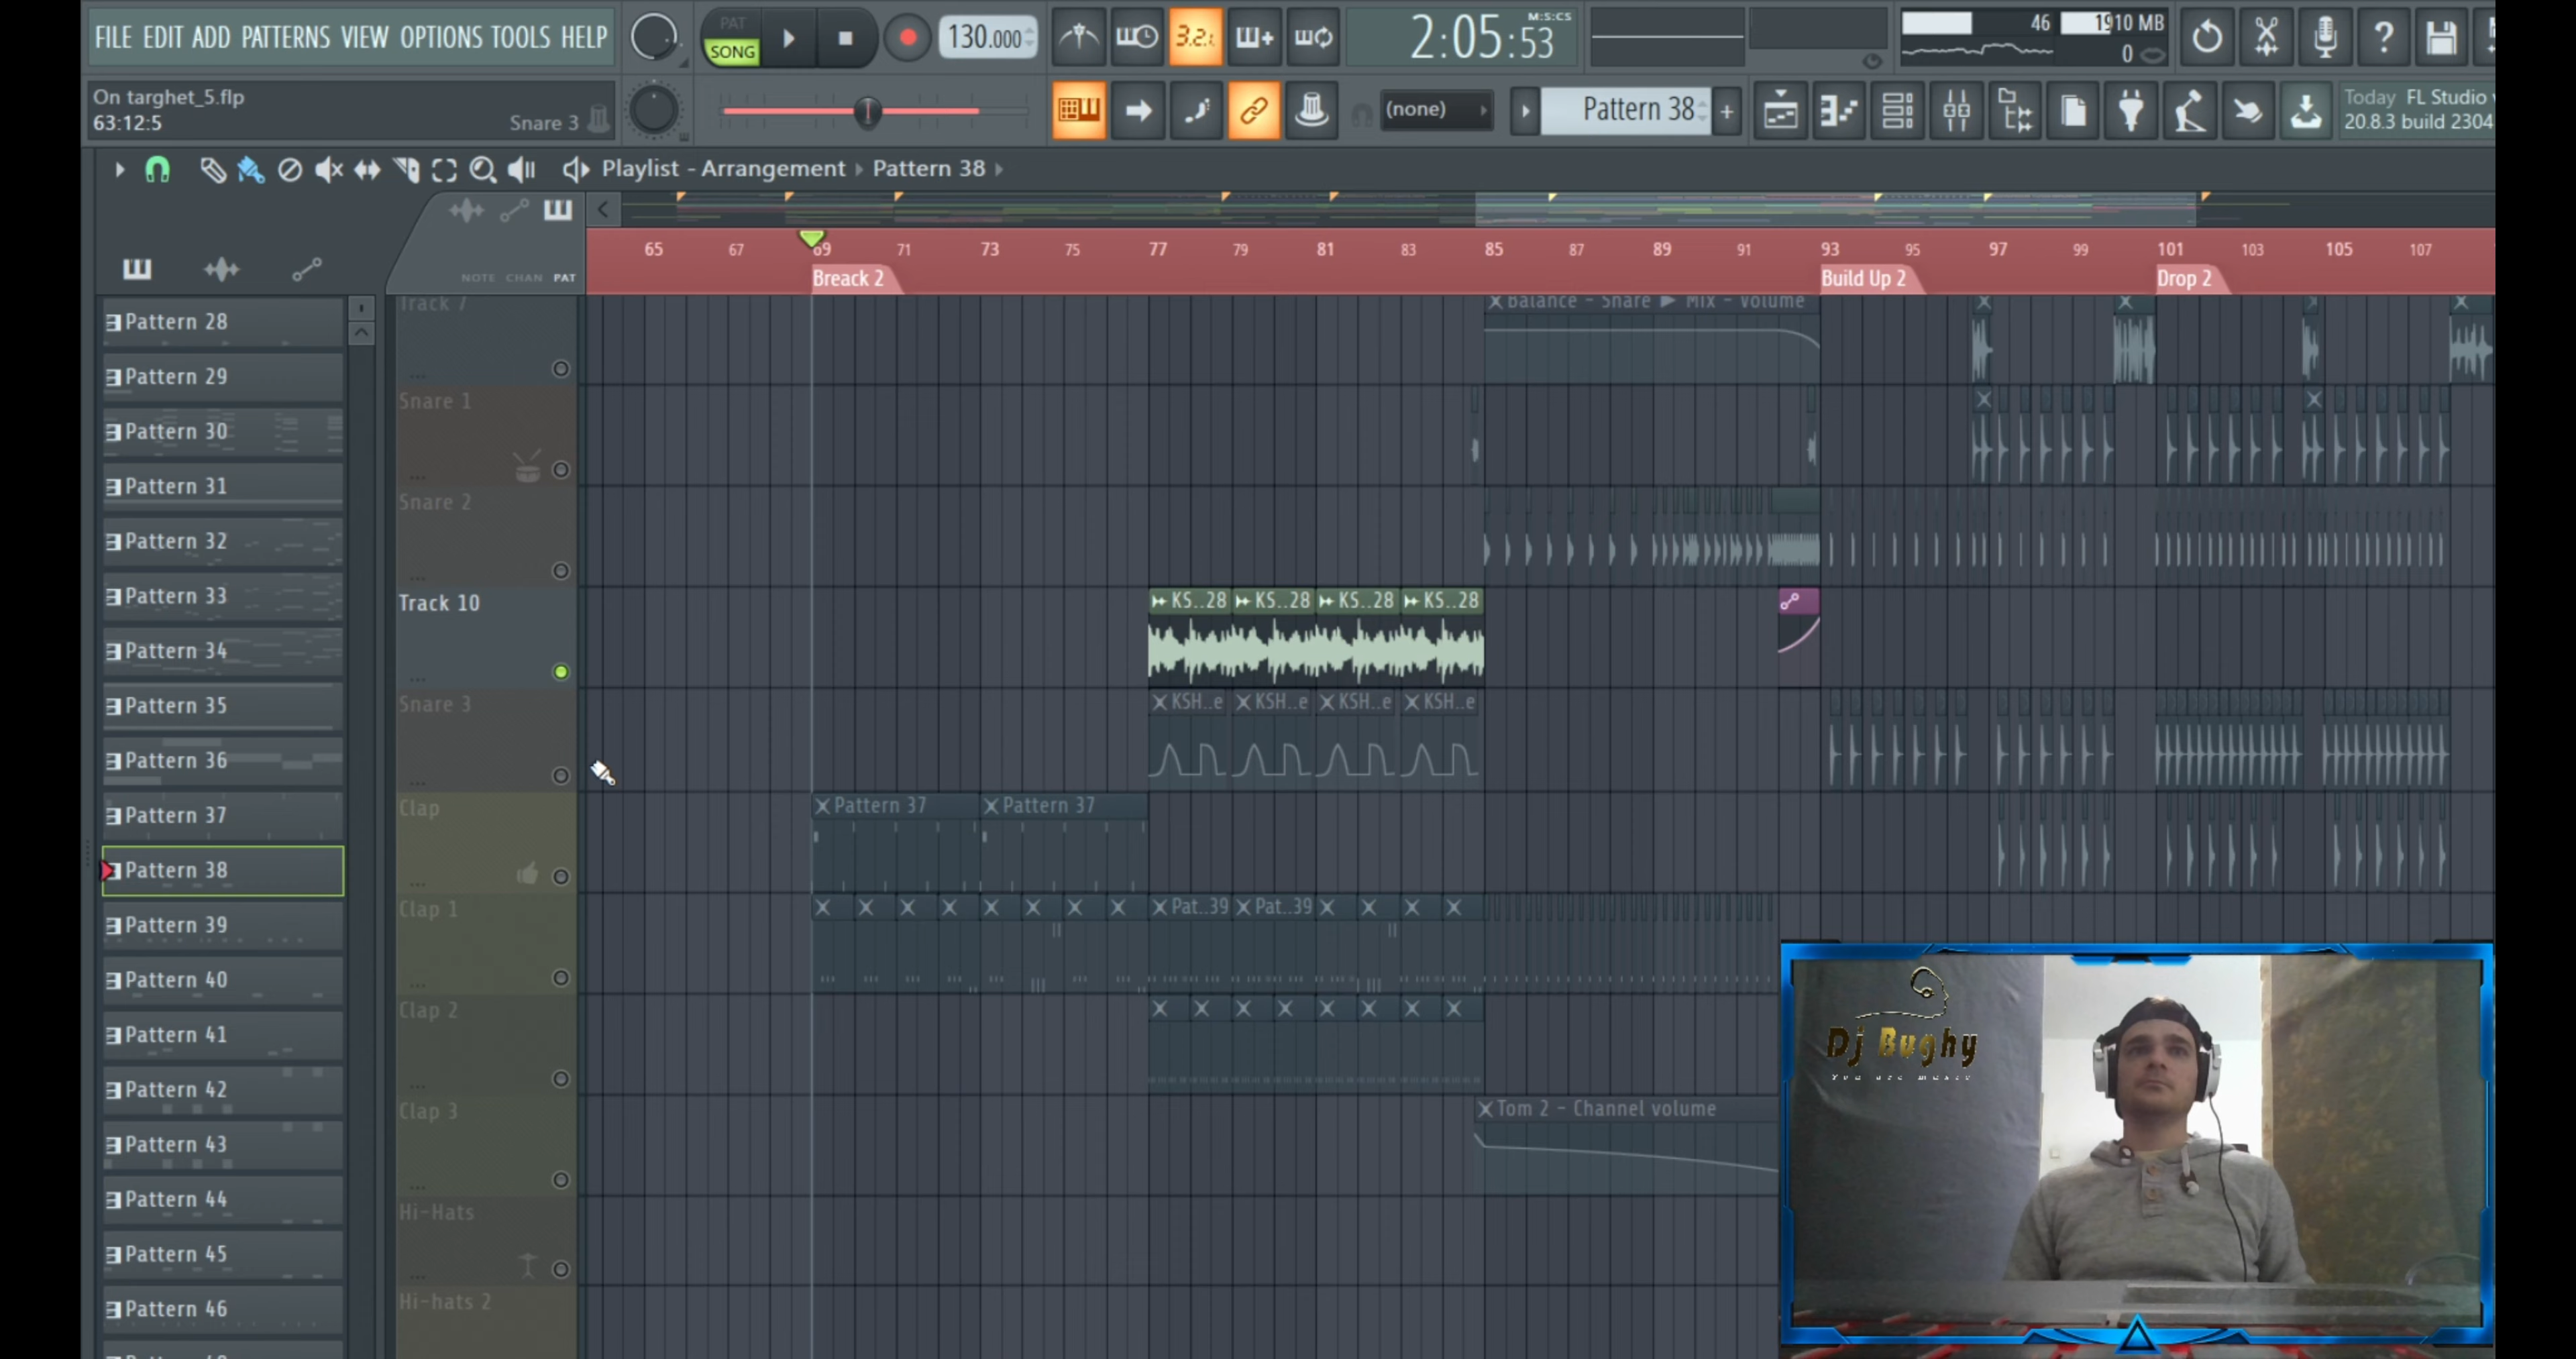 FILE EDIT ADD PATTERNS VIEW OPTIONS TOOLS HELP
PAT
SONG
130.000
3.2.
2:05:53
M:S:CS
46
1910 MB
0
On targhet_5.flp
63:12:5
Snare 3
(none)
Pattern 38
Today FL Studio
20.8.3 build 2304
Playlist - Arrangement Pattern 38
NOTE CHAN PAT
65 67 69 71 73 75 77 79 81 83 85 87 89 91 93 95 97 99 101 103 105 107
Breack 2
Build Up 2
Drop 2
Pattern 28
Pattern 29
Pattern 30
Pattern 31
Pattern 32
Pattern 33
Pattern 34
Pattern 35
Pattern 36
Pattern 37
Pattern 38
Pattern 39
Pattern 40
Pattern 41
Pattern 42
Pattern 43
Pattern 44
Pattern 45
Pattern 46
Track 7
Balance - Snare ► Mix - Volume
Snare 1
Snare 2
Track 10
KS..28 KS..28 KS..28 KS..28
Snare 3
KSH..e KSH..e KSH..e KSH..e
Clap
Pattern 37 Pattern 37
Clap 1
Pat..39 Pat..39
Clap 2
Clap 3
Tom 2 - Channel volume
Hi-Hats
Hi-hats 2
Dj Bughy
You are Music